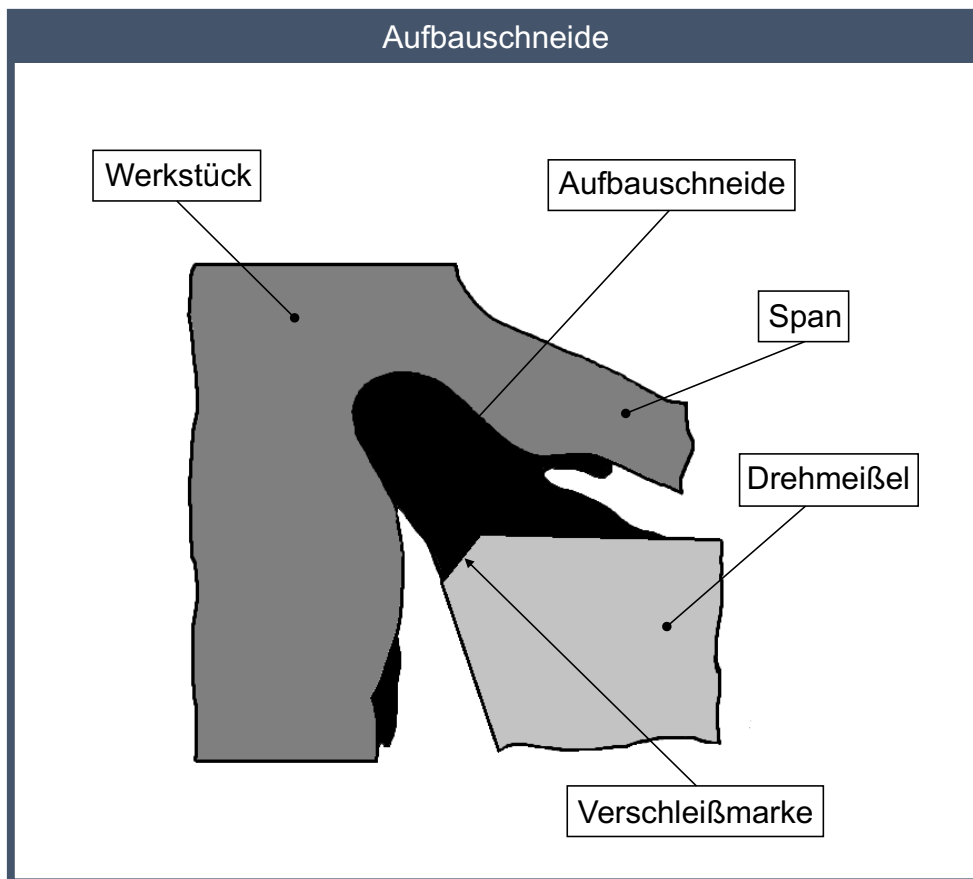 Aufbauschneide
Werkstück
Aufbauschneide
Span
Drehmeißel
Verschleißmarke